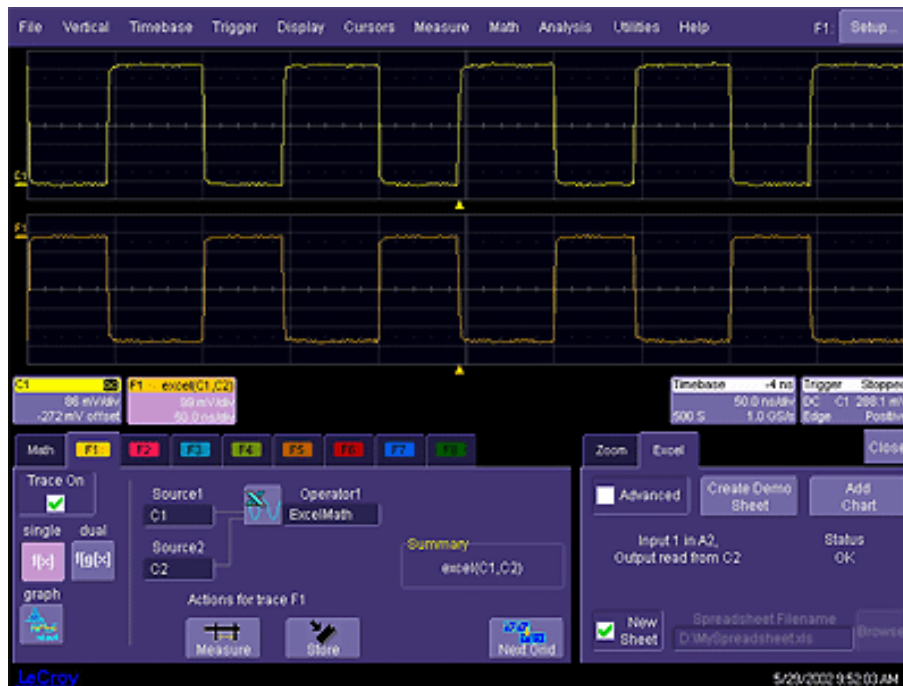 File Vertical Timebase Trigger Display Cursors Measure Math Analysis Utilities Help F1: Setup...
C1
F1
C1 DC
86 mV/div
-272 mV offset
F1 excel(C1,C2)
99 mV/div
50.0 ns/div
Timebase -4 ns
50.0 ns/div
500 S 1.0 GS/s
Trigger Stopped
DC C1 288.1 mV
Edge Positive
Math F1 F2 F3 F4 F5 F6 F7 F8
Zoom Excel Close
Trace On
single dual
f(x) f(g(x))
graph
Source1
C1
Source2
C2
Operator1
ExcelMath
Summary
excel(C1,C2)
Actions for trace F1
Measure
Store
Next Grid
Advanced
Create Demo Sheet
Add Chart
Input 1 in A2,
Output read from C2
Status
OK
New Sheet
Spreadsheet Filename
D:\MySpreadsheet.xls
Browse
LeCroy
5/29/2002 9:52:03 AM